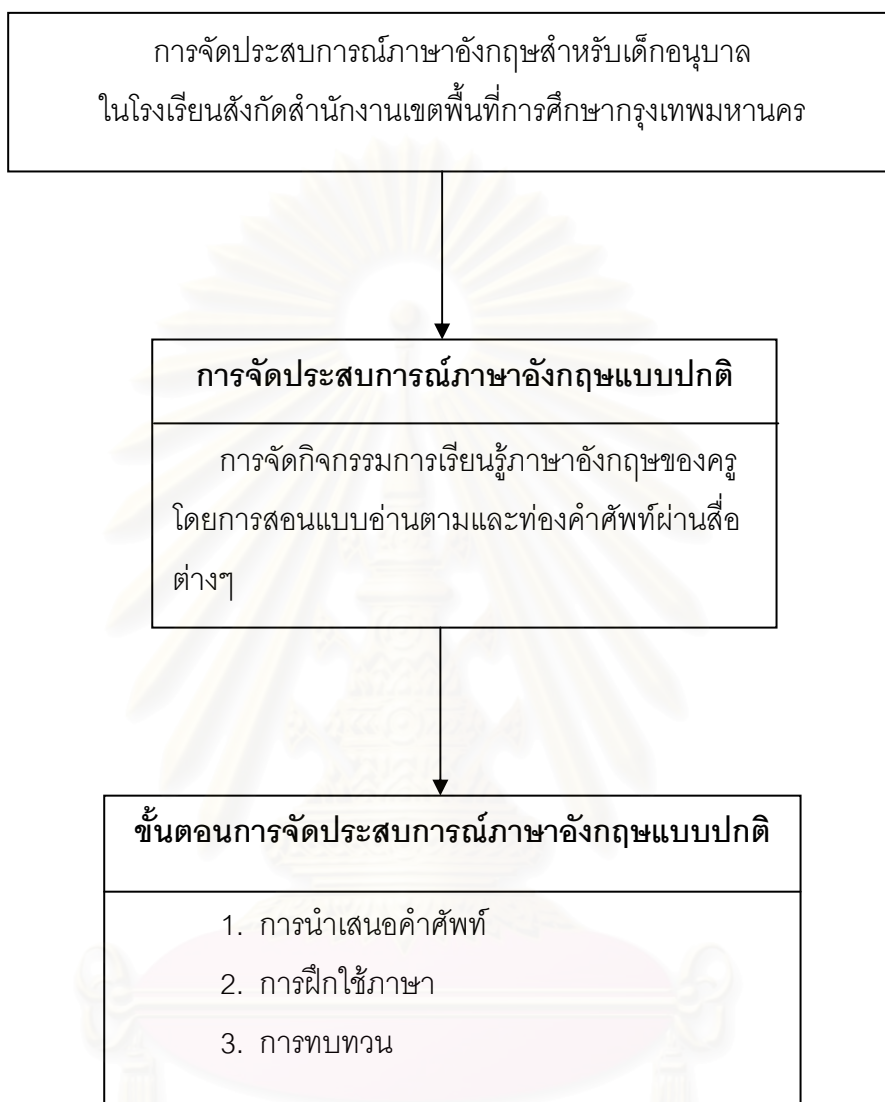 การจัดประสบการณ์ภาษาอังกฤษสำหรับเด็กอนุบาล
ในโรงเรียนสังกัดสำนักงานเขตพื้นที่การศึกษากรุงเทพมหานคร
การจัดประสบการณ์ภาษาอังกฤษแบบปกติ
การจัดกิจกรรมการเรียนรู้ภาษาอังกฤษของครู
โดยการสอนแบบอ่านตามและท่องคำศัพท์ผ่านสื่อ
ต่างๆ
ขั้นตอนการจัดประสบการณ์ภาษาอังกฤษแบบปกติ
1. การนำเสนอคำศัพท์
2. การฝึกใช้ภาษา
3. การทบทวน